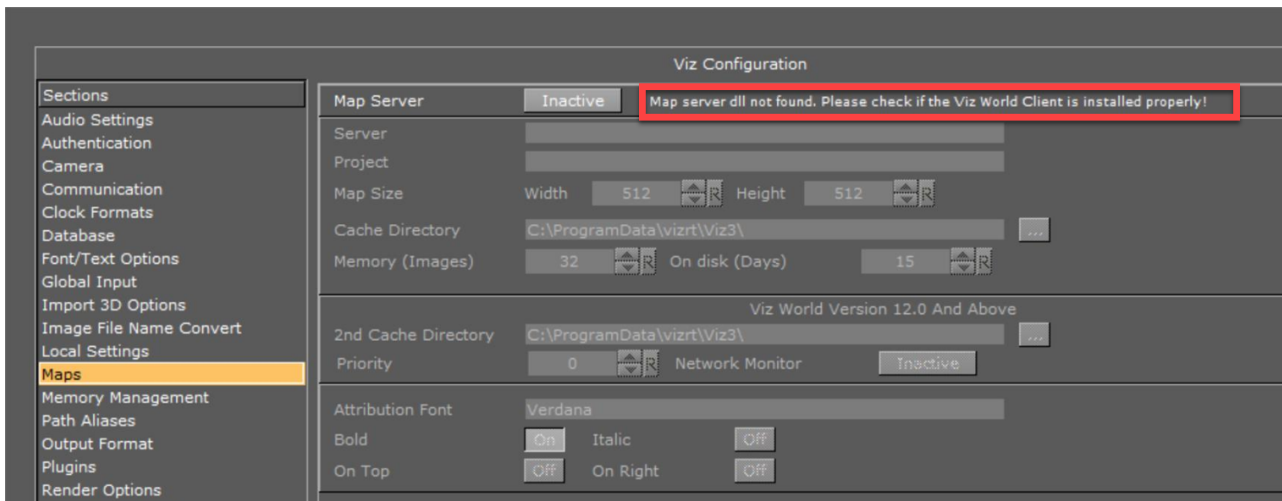 Viz Configuration
Sections
Audio Settings
Authentication
Camera
Communication
Clock Formats
Database
Font/Text Options
Global Input
Import 3D Options
Image File Name Convert
Local Settings
Maps
Memory Management
Path Aliases
Output Format
Plugins
Render Options
Map Server Inactive Map server dll not found. Please check if the Viz World Client is installed properly!
Server
Project
Map Size Width 512 R Height 512 R
Cache Directory C:\ProgramData\vizrt\Viz3\ ...
Memory (Images) 32 R On disk (Days) 15 R
Viz World Version 12.0 And Above
2nd Cache Directory C:\ProgramData\vizrt\Viz3\ ...
Priority 0 R Network Monitor Inactive
Attribution Font Verdana
Bold On Italic Off
On Top Off On Right Off